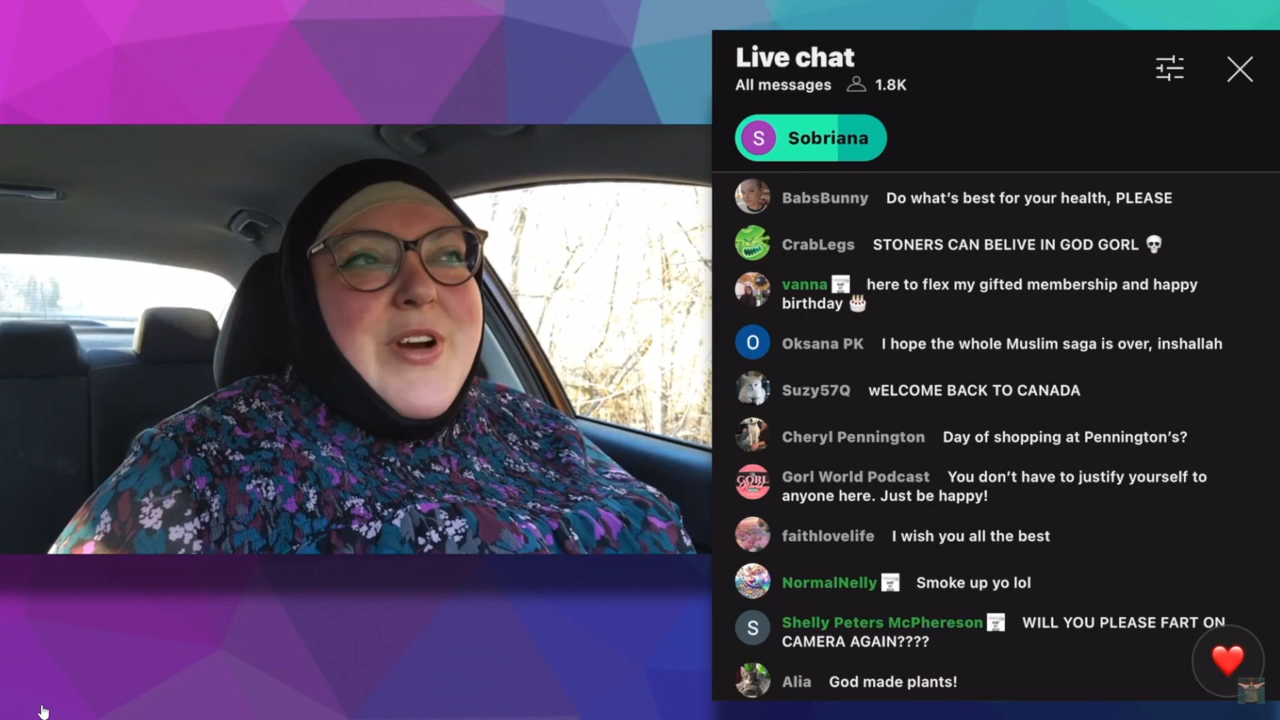 Live chat
All messages 1.8K
S Sobriana
BabsBunny Do what's best for your health, PLEASE
CrabLegs STONERS CAN BELIVE IN GOD GORL 💀
vanna here to flex my gifted membership and happy
birthday 🎂
O Oksana PK I hope the whole Muslim saga is over, inshallah
Suzy57Q wELCOME BACK TO CANADA
Cheryl Pennington Day of shopping at Pennington's?
GORL Gorl World Podcast You don't have to justify yourself to
anyone here. Just be happy!
faithlovelife I wish you all the best
NormalNelly Smoke up yo lol
S Shelly Peters McPhereson WILL YOU PLEASE FART ON
CAMERA AGAIN????
Alia God made plants!